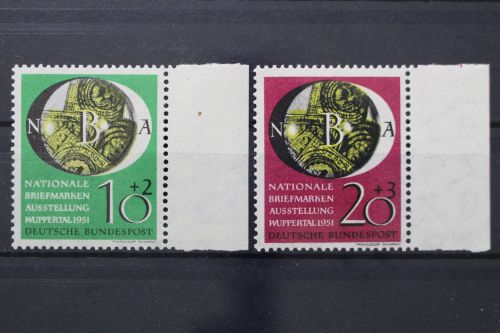 N B A
NATIONALE
BRIEFMARKEN
AUSSTELLUNG
WUPPERTAL 1951
10 +2
DEUTSCHE BUNDESPOST
N B A
NATIONALE
BRIEFMARKEN
AUSSTELLUNG
WUPPERTAL 1951
20 +3
DEUTSCHE BUNDESPOST